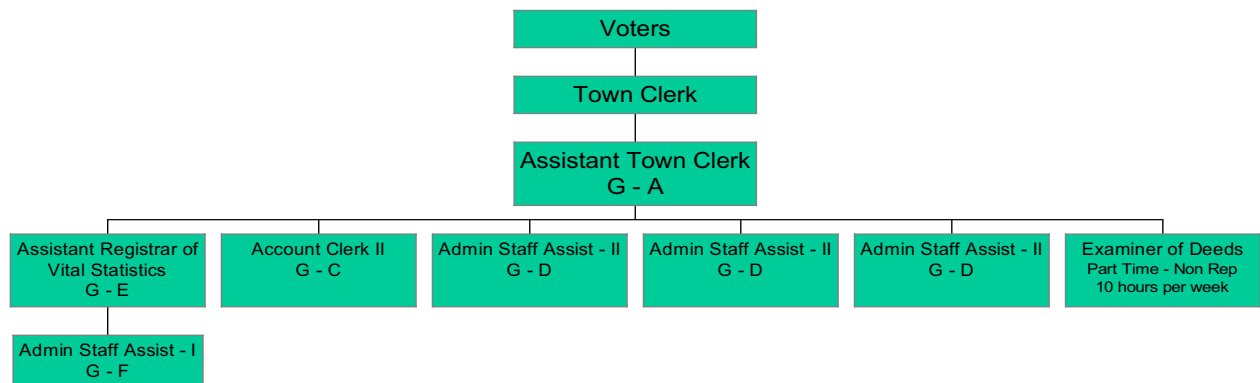 Voters
Town Clerk
Assistant Town Clerk
G - A
Assistant Registrar of
Vital Statistics
G - E
Account Clerk II
G - C
Admin Staff Assist - II
G - D
Admin Staff Assist - II
G - D
Admin Staff Assist - II
G - D
Examiner of Deeds
Part Time - Non Rep
10 hours per week
Admin Staff Assist - I
G - F